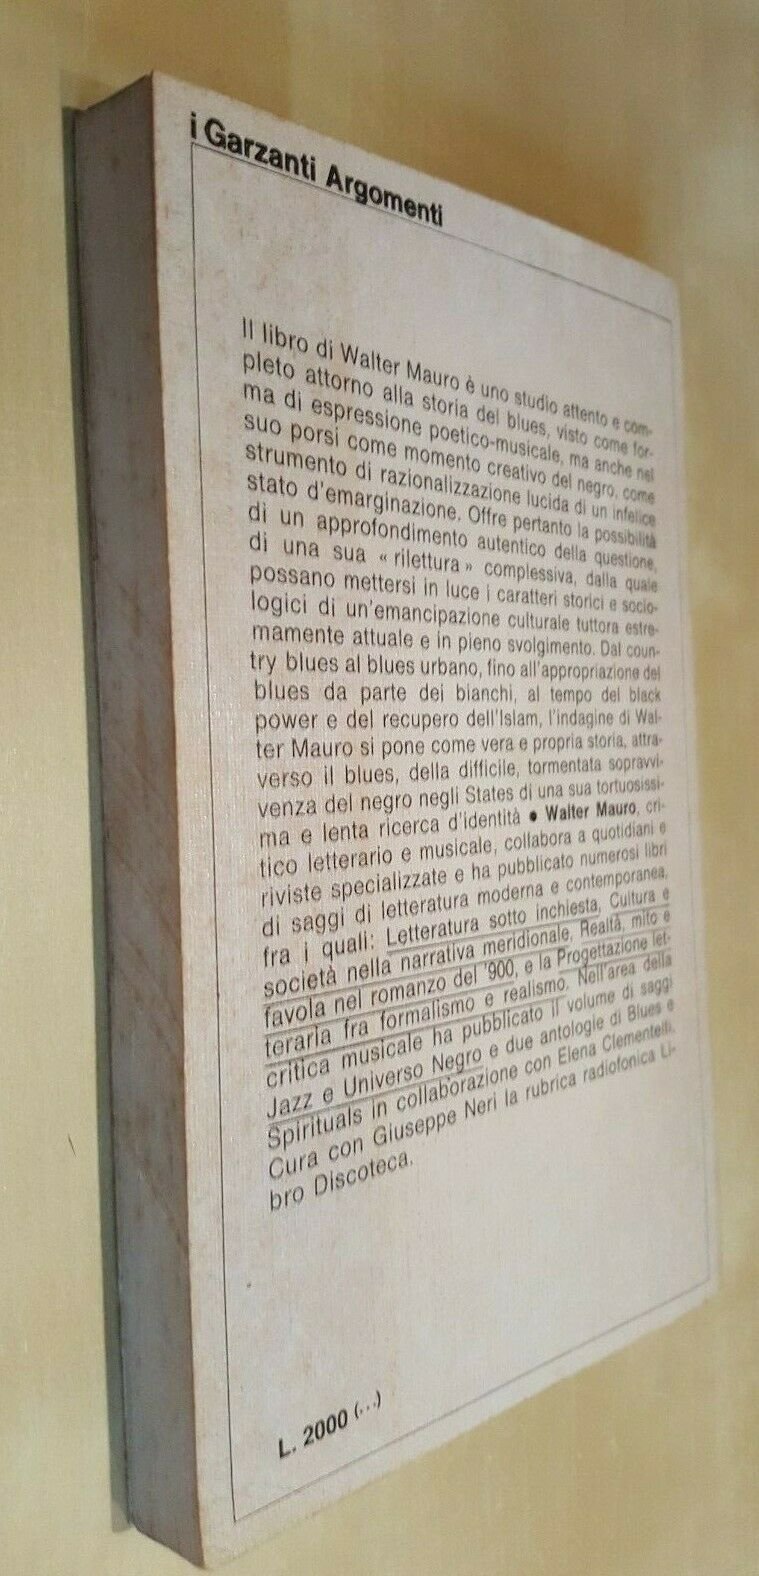 i Garzanti Argomenti
Il libro di Walter Mauro è uno studio attento e com-
pleto attorno alla storia del blues, visto come for-
ma di espressione poetico-musicale, ma anche nel
suo porsi come momento creativo del negro, come
strumento di razionalizzazione lucida di un infelice
stato d'emarginazione. Offre pertanto la possibilità
di un approfondimento autentico della questione,
di una sua «rilettura» complessiva, dalla quale
possano mettersi in luce i caratteri storici e socio-
logici di un'emancipazione culturale tuttora estre-
mamente attuale e in pieno svolgimento. Dal coun-
try blues al blues urbano, fino all'appropriazione del
blues da parte dei bianchi, al tempo del black
power e del recupero dell'Islam, l'indagine di Wal-
ter Mauro si pone come vera e propria storia, attra-
verso il blues, della difficile, tormentata sopravvi-
venza del negro negli States di una sua tortuosissi-
ma e lenta ricerca d'identità ● Walter Mauro, cri-
tico letterario e musicale, collabora a quotidiani e
riviste specializzate e ha pubblicato numerosi libri
di saggi di letteratura moderna e contemporanea,
fra i quali: Letteratura sotto inchiesta, Cultura e
società nella narrativa meridionale, Realtà, mito e
favola nel romanzo del '900, e la Progettazione let-
teraria fra formalismo e realismo. Nell'area della
critica musicale ha pubblicato il volume di saggi
Jazz e Universo Negro e due antologie di Blues e
Spirituals in collaborazione con Elena Clementelli.
Cura con Giuseppe Neri la rubrica radiofonica Li-
bro Discoteca.
L. 2000 (...)